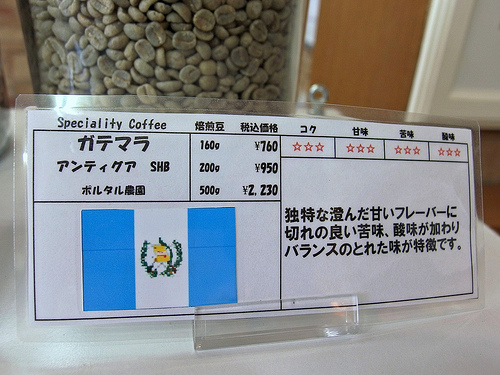 Speciality Coffee 焙煎豆 税込価格 コク 甘味 苦味 酸味
ガテマラ 160g ¥760 ☆☆☆ ☆☆☆ ☆☆☆ ☆☆☆
アンティグア SHB 200g ¥950
ポルタル農園 500g ¥2,230
独特な澄んだ甘いフレーバーに
切れの良い苦味、酸味が加わり
バランスのとれた味が特徴です。